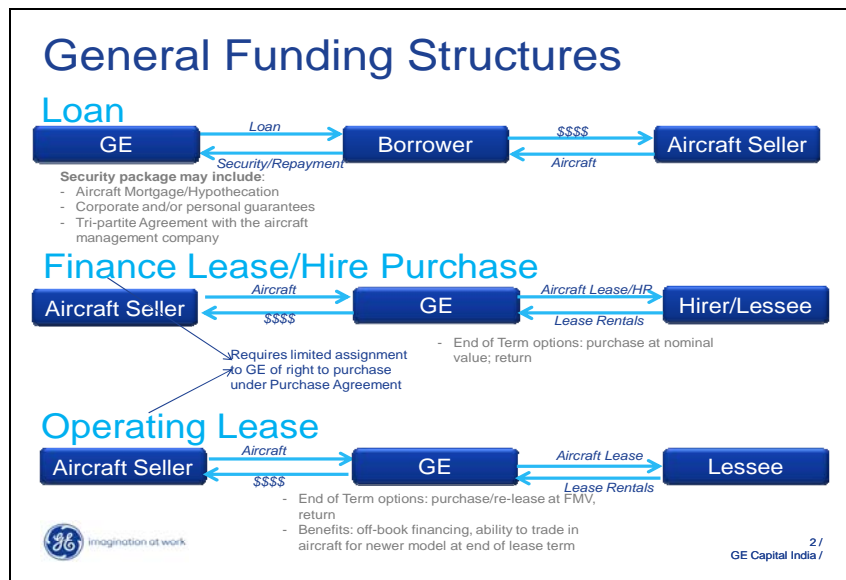 General Funding Structures
Loan
Loan
$$$$
GE
Borrower
Aircraft Seller
Security/Repayment
Aircraft
Security package may include:
- Aircraft Mortgage/Hypothecation
- Corporate and/or personal guarantees
- Tri-partite Agreement with the aircraft
management company
Finance Lease/Hire Purchase
Aircraft
Aircraft Lease/HP
Aircraft Seller
GE
Hirer/Lessee
$$$$
Lease Rentals
- End of Term options: purchase at nominal
value; return
Requires limited assignment
to GE of right to purchase
under Purchase Agreement
Operating Lease
Aircraft
Aircraft Lease
Aircraft Seller
GE
Lessee
$$$$
Lease Rentals
- End of Term options: purchase/re-lease at FMV,
return
- Benefits: off-book financing, ability to trade in
aircraft for newer model at end of lease term
GE imagination at work
2 /
GE Capital India /